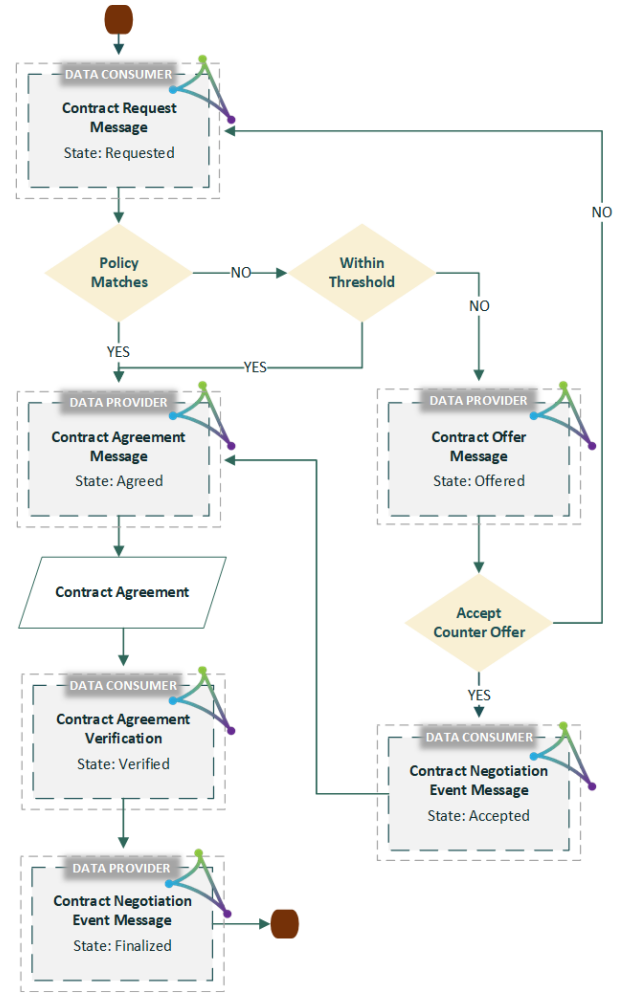 DATA CONSUMER
Contract Request
Message
State: Requested
NO
Policy
Matches
NO
Within
Threshold
NO
YES
YES
DATA PROVIDER
Contract Agreement
Message
State: Agreed
DATA PROVIDER
Contract Offer
Message
State: Offered
Contract Agreement
Accept
Counter Offer
YES
DATA CONSUMER
Contract Agreement
Verification
State: Verified
DATA CONSUMER
Contract Negotiation
Event Message
State: Accepted
DATA PROVIDER
Contract Negotiation
Event Message
State: Finalized